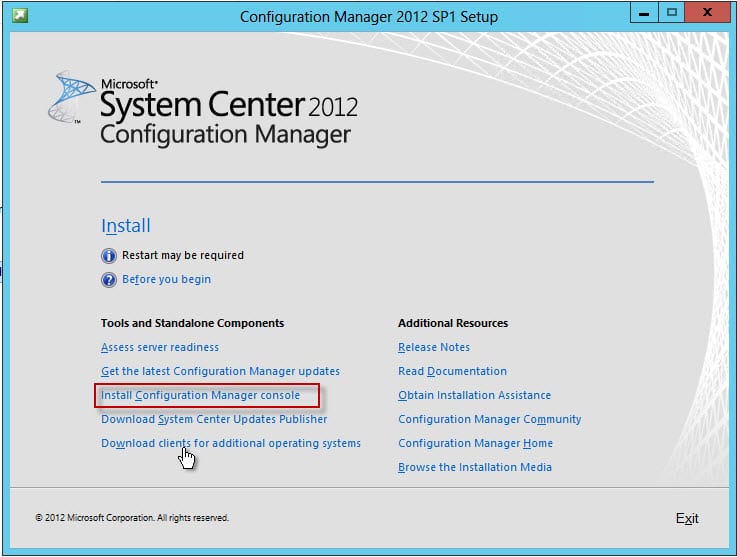 Configuration Manager 2012 SP1 Setup
Microsoft®
System Center 2012
Configuration Manager
Install
Restart may be required
Before you begin
Tools and Standalone Components
Assess server readiness
Get the latest Configuration Manager updates
Install Configuration Manager console
Download System Center Updates Publisher
Download clients for additional operating systems
Additional Resources
Release Notes
Read Documentation
Obtain Installation Assistance
Configuration Manager Community
Configuration Manager Home
Browse the Installation Media
© 2012 Microsoft Corporation. All rights reserved.
Exit